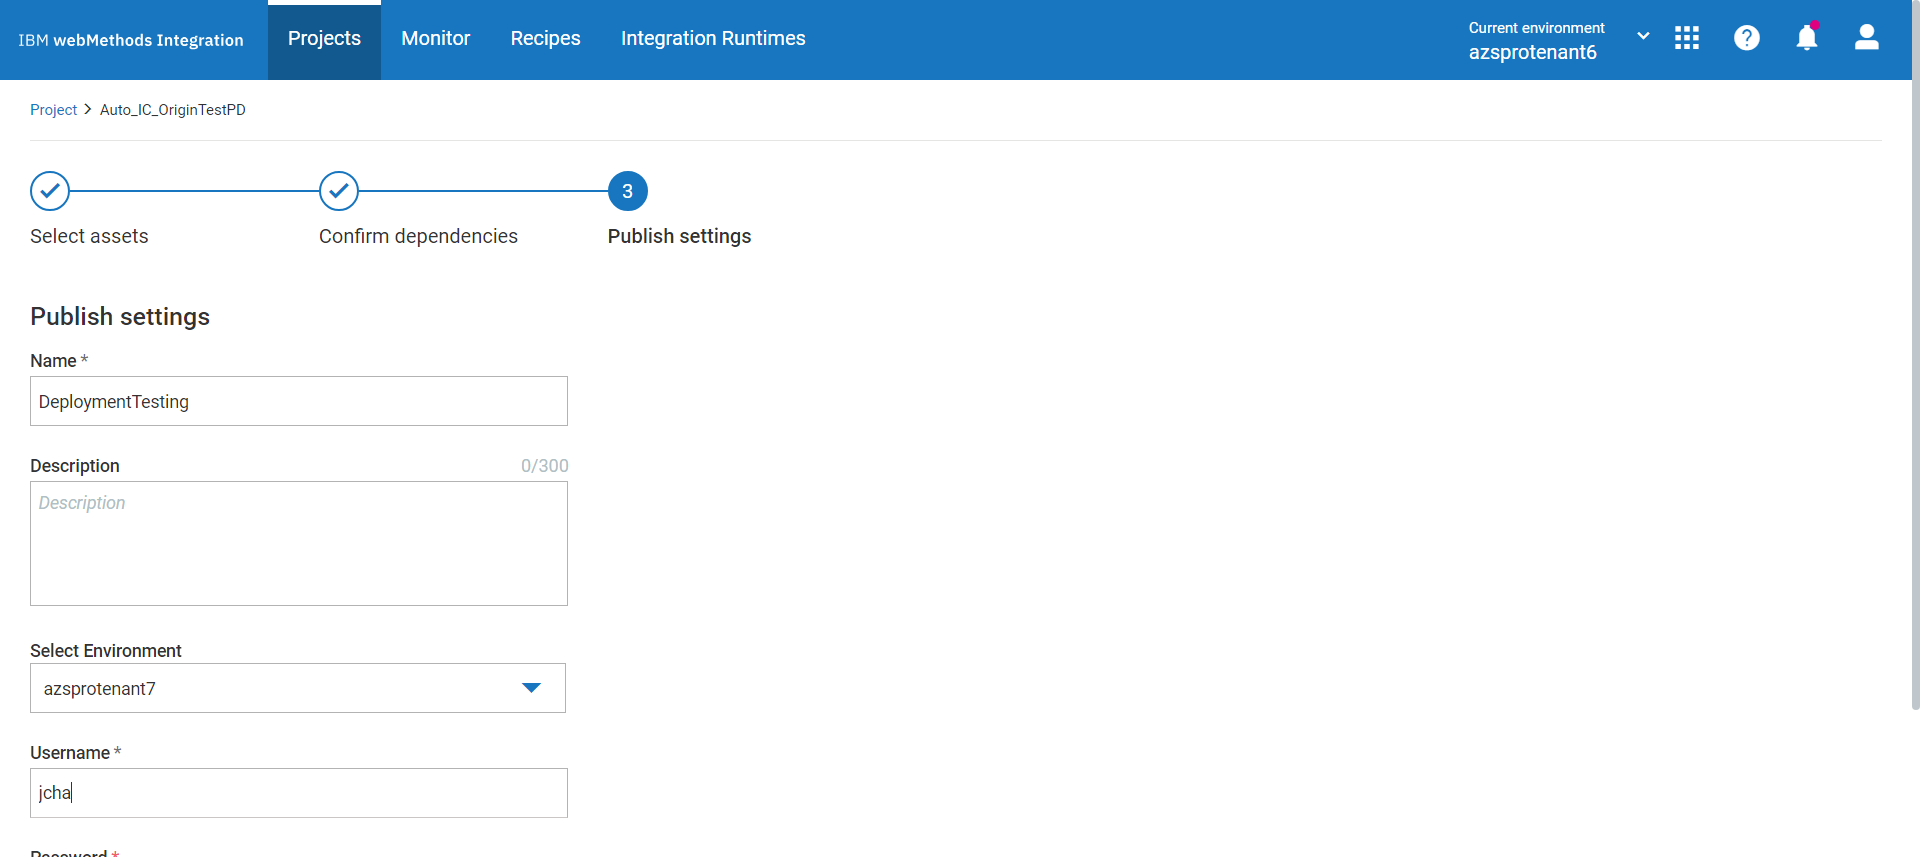 IBM webMethods Integration
Projects
Monitor
Recipes
Integration Runtimes
Current environment
azsprotenant6
Project > Auto_IC_OriginTestPD
3
Select assets
Confirm dependencies
Publish settings
Publish settings
Name *
DeploymentTesting
Description
0/300
Description
Select Environment
azsprotenant7
Username *
jcha
Password *